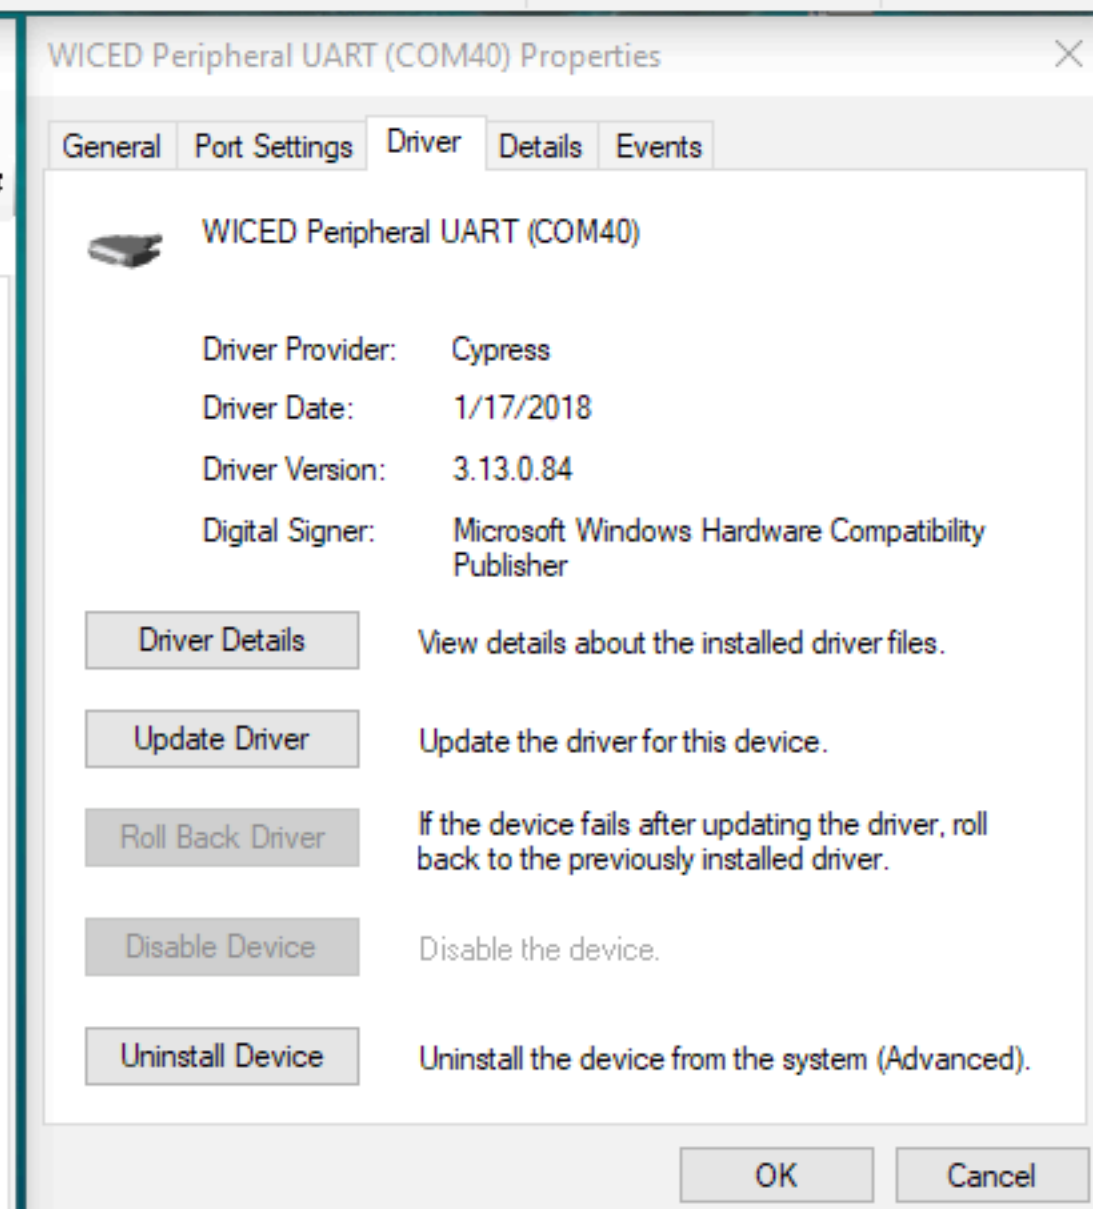 WICED Peripheral UART (COM40) Properties
General Port Settings Driver Details Events
WICED Peripheral UART (COM40)
Driver Provider: Cypress
Driver Date: 1/17/2018
Driver Version: 3.13.0.84
Digital Signer: Microsoft Windows Hardware Compatibility
Publisher
Driver Details View details about the installed driver files.
Update Driver Update the driver for this device.
Roll Back Driver If the device fails after updating the driver, roll
back to the previously installed driver.
Disable Device Disable the device.
Uninstall Device Uninstall the device from the system (Advanced).
OK Cancel